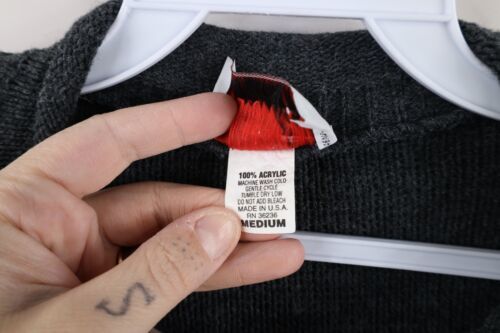 100% ACRYLIC
MACHINE WASH COLD
GENTLE CYCLE
TUMBLE DRY LOW
DO NOT ADD BLEACH
MADE IN U.S.A.
RN 36236
MEDIUM
S